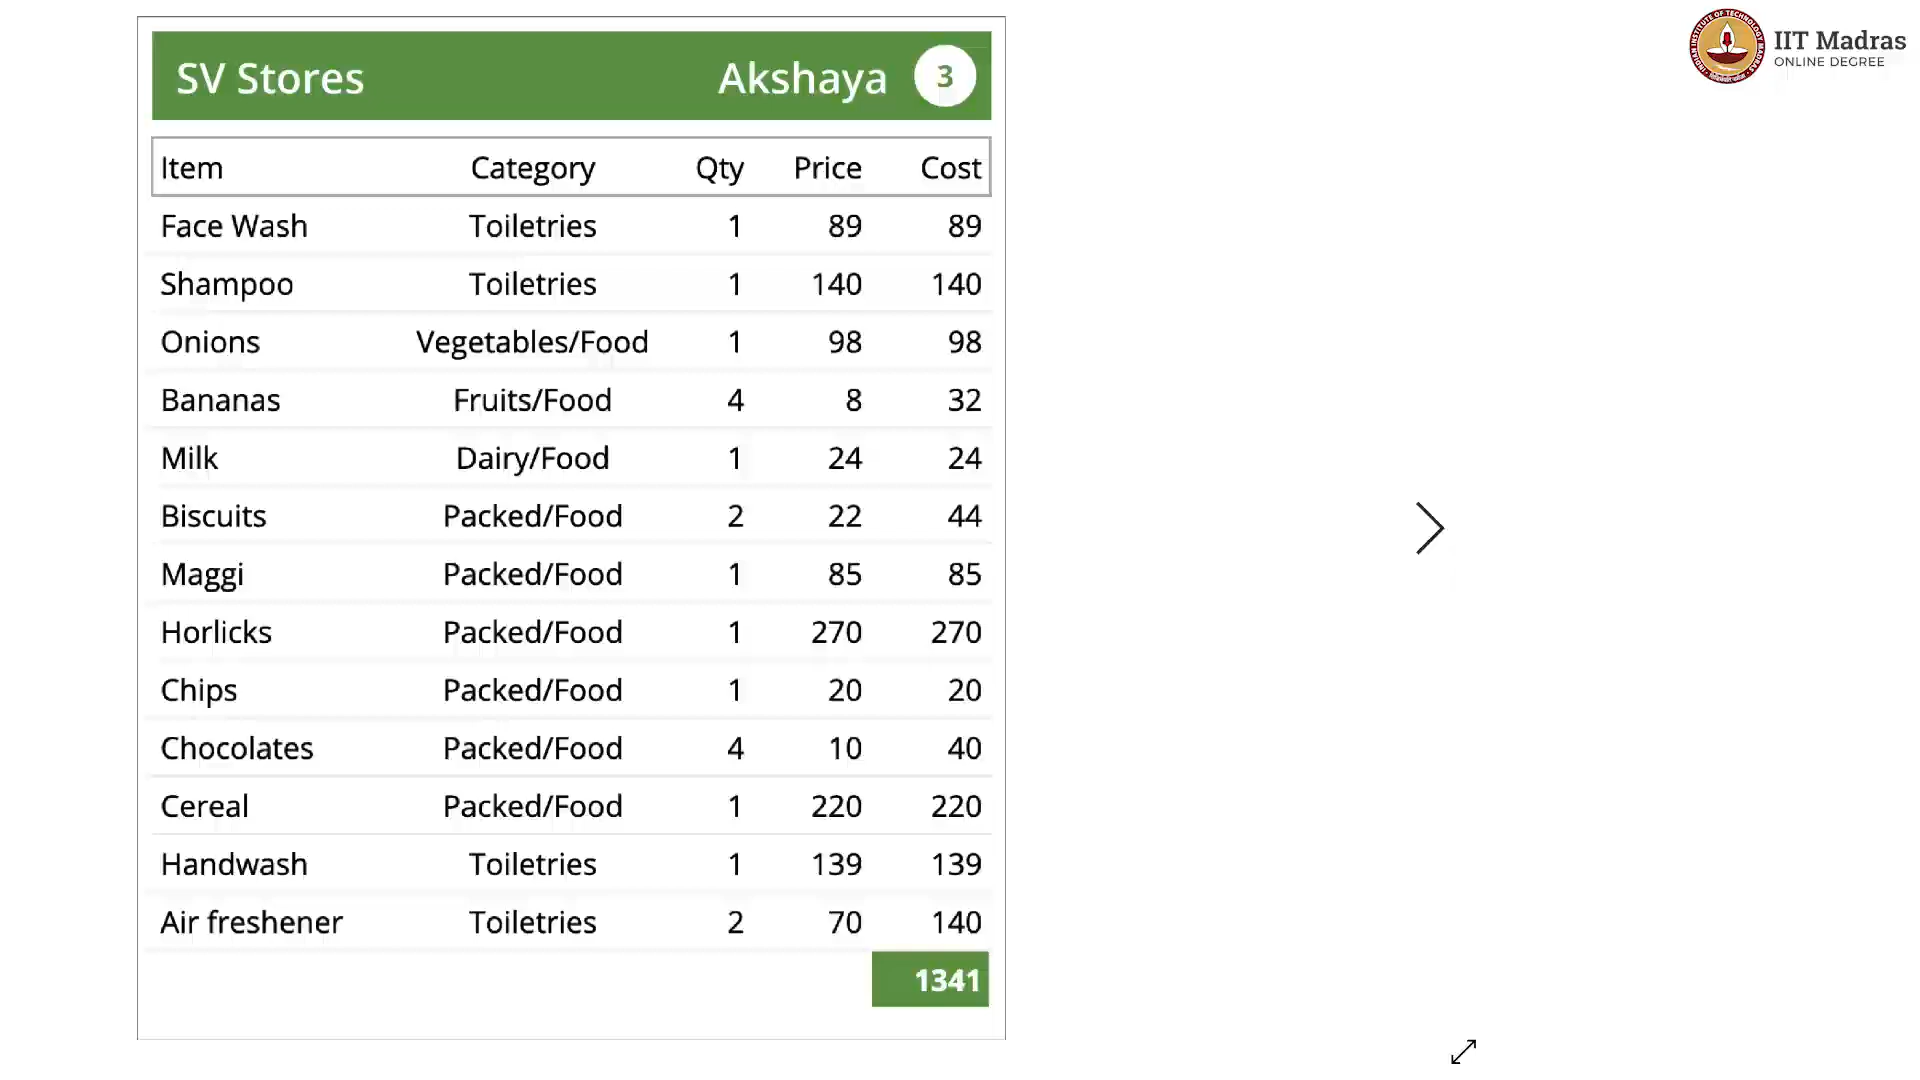 SV Stores Akshaya 3
IIT Madras
ONLINE DEGREE
Item Category Qty Price Cost
Face Wash Toiletries 1 89 89
Shampoo Toiletries 1 140 140
Onions Vegetables/Food 1 98 98
Bananas Fruits/Food 4 8 32
Milk Dairy/Food 1 24 24
Biscuits Packed/Food 2 22 44
Maggi Packed/Food 1 85 85
Horlicks Packed/Food 1 270 270
Chips Packed/Food 1 20 20
Chocolates Packed/Food 4 10 40
Cereal Packed/Food 1 220 220
Handwash Toiletries 1 139 139
Air freshener Toiletries 2 70 140
1341